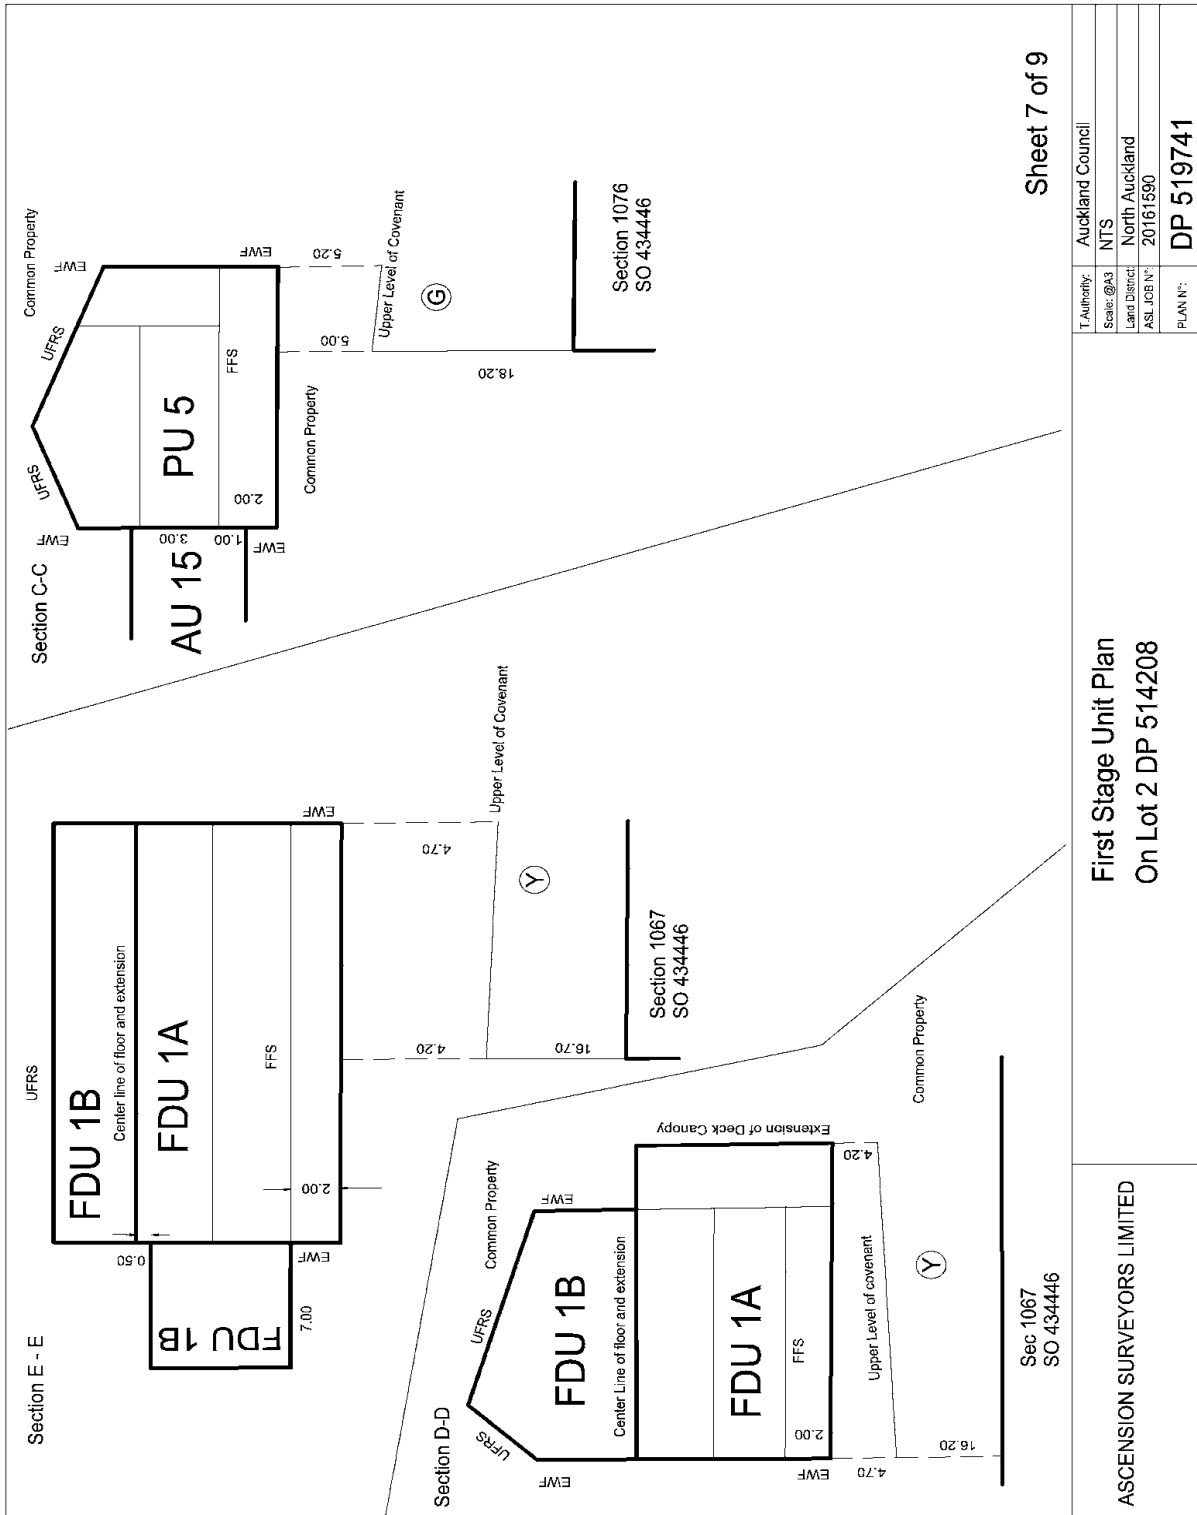 Section E - E
UFRS
FDU 1B
Center line of floor and extension
0.50
FDU 1A
FDU 1B
7.00
FFS
2.00
EWF
EWF
4.20
4.70
Upper Level of Covenant
Y
16.70
Section 1067
SO 434446
Section C-C
Common Property
UFRS
UFRS
EWF
EWF
PU 5
AU 15
3.00
1.00
2.00
FFS
EWF
EWF
Common Property
5.00
5.20
Upper Level of Covenant
G
18.20
Section 1076
SO 434446
Section D-D
Common Property
UFRS
UFRS
EWF
EWF
FDU 1B
Center Line of floor and extension
Extension of Deck Canopy
FDU 1A
FFS
2.00
EWF
4.70
4.20
Upper Level of covenant
Y
Common Property
16.20
Sec 1067
SO 434446
Sheet 7 of 9
ASCENSION SURVEYORS LIMITED
First Stage Unit Plan
On Lot 2 DP 514208
T.Authority: Auckland Council
Scale: @A3 NTS
Land District: North Auckland
ASL JOB Nº: 20161590
PLAN Nº: DP 519741